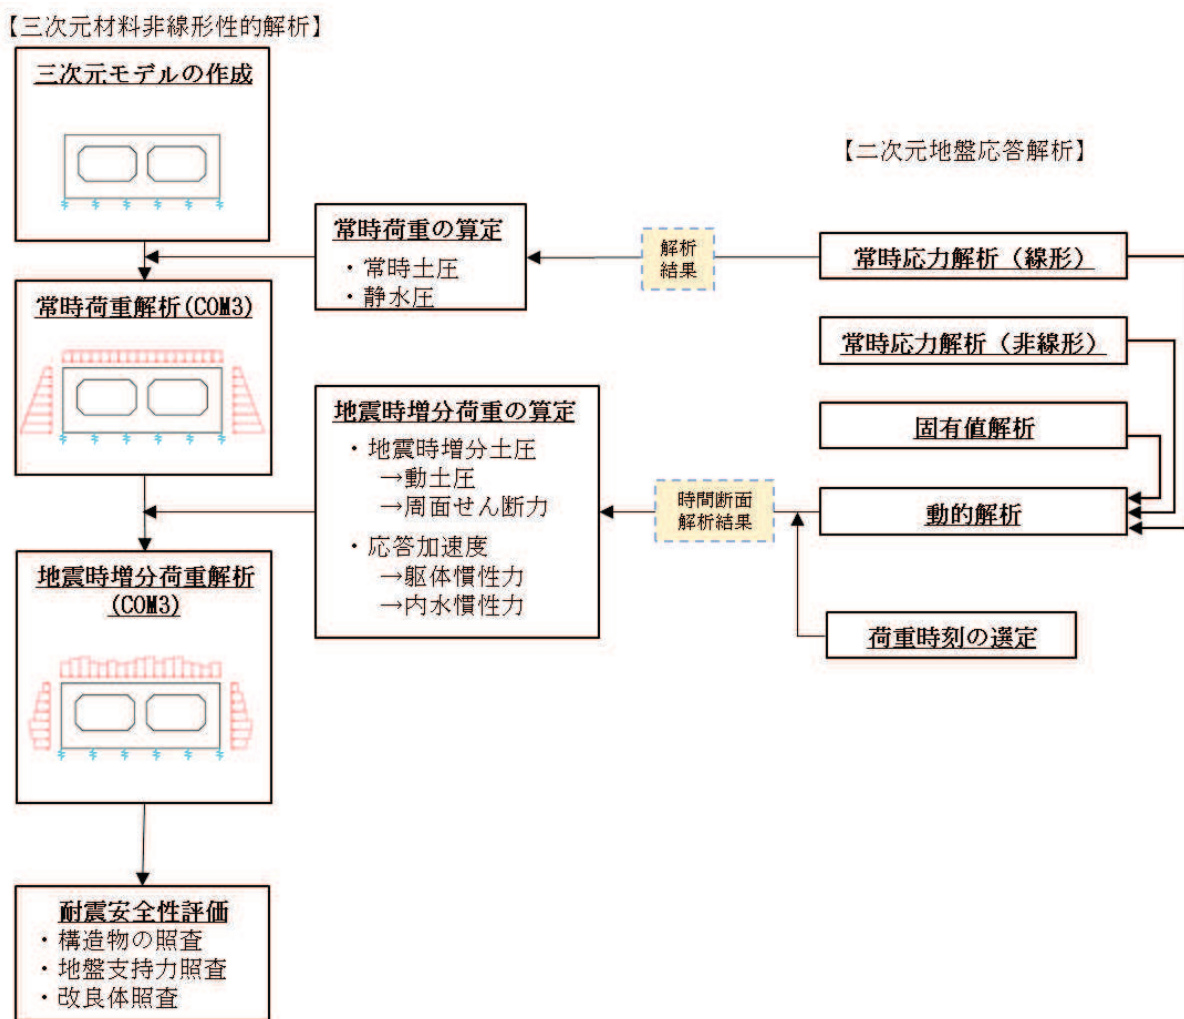 【三次元材料非線形性的解析】
三次元モデルの作成
常時荷重解析(COM3)
地震時増分荷重解析
(COM3)
耐震安全性評価
・構造物の照査
・地盤支持力照査
・改良体照査
常時荷重の算定
・常時土圧
・静水圧
地震時増分荷重の算定
・地震時増分土圧
→動土圧
→周面せん断力
・応答加速度
→躯体慣性力
→内水慣性力
解析
結果
時間断面
解析結果
【二次元地盤応答解析】
常時応力解析（線形）
常時応力解析（非線形）
固有値解析
動的解析
荷重時刻の選定